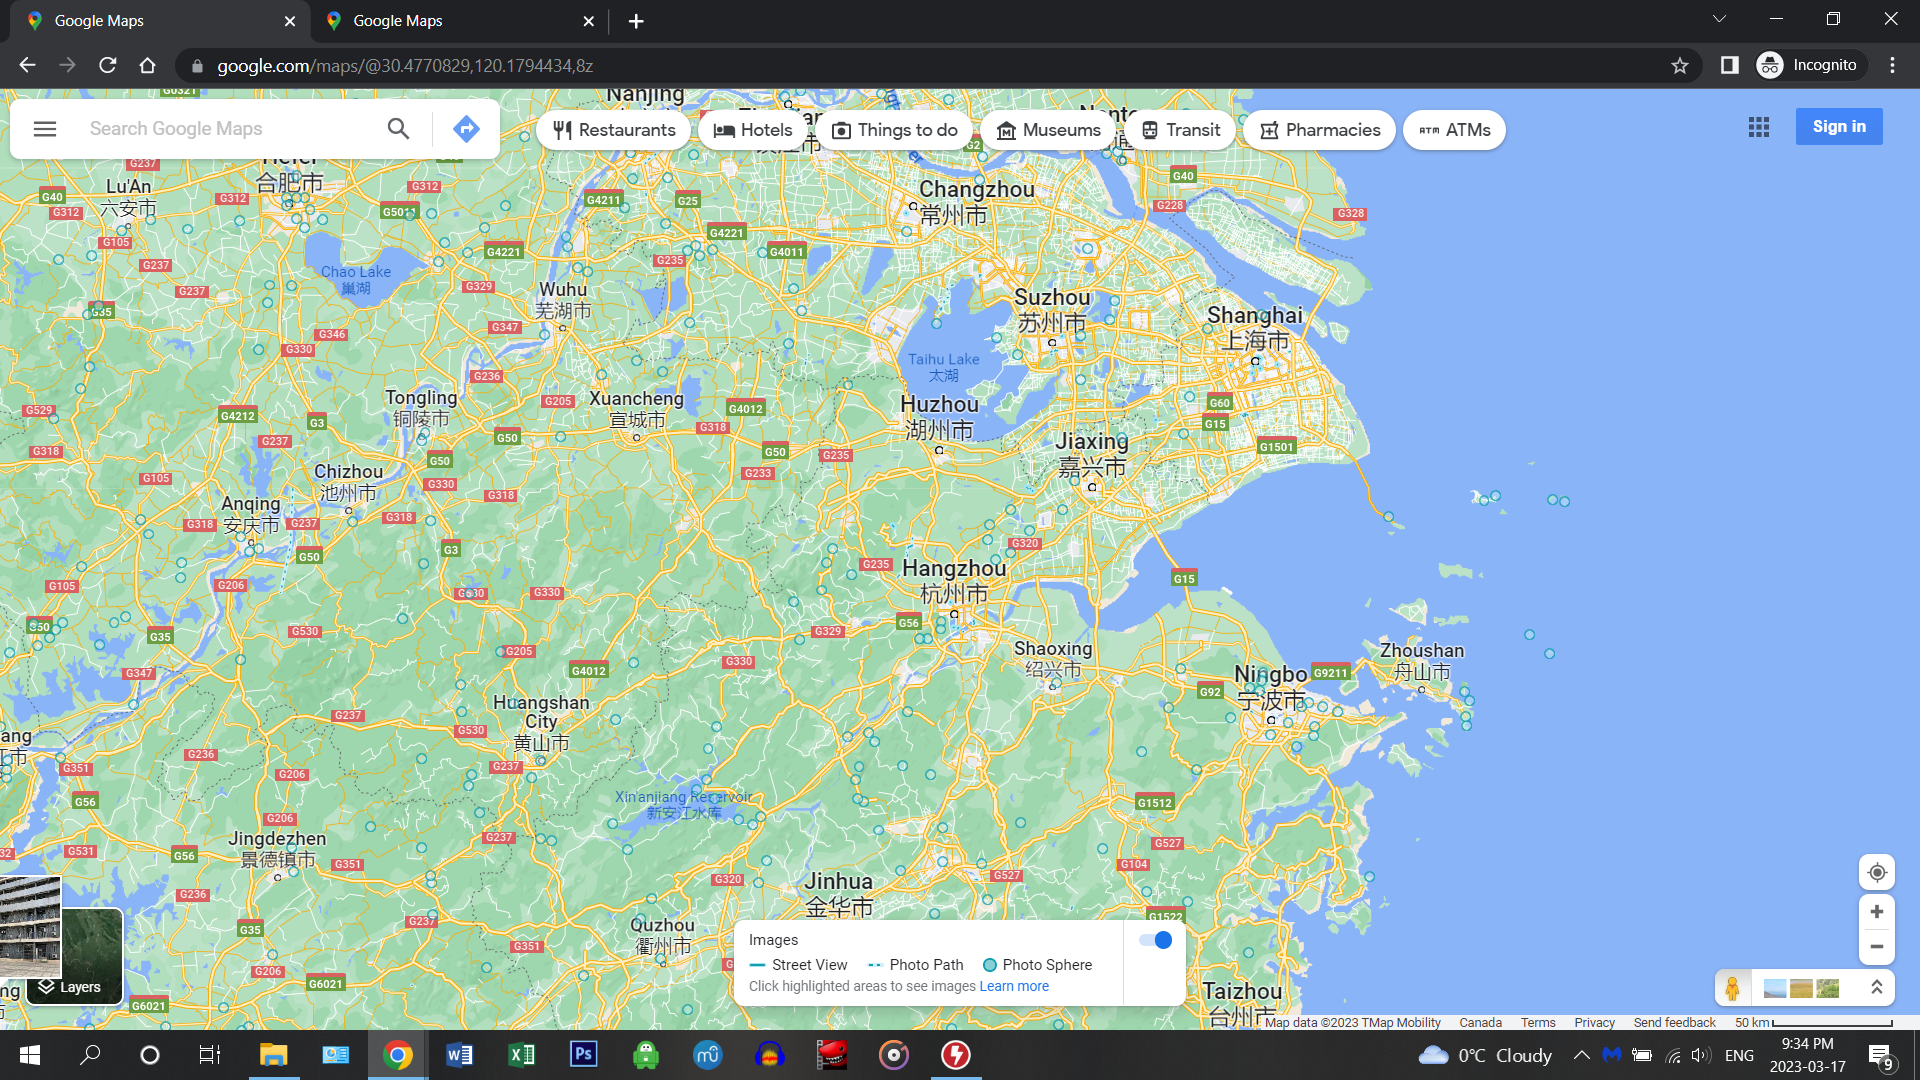 Google Maps
Google Maps
google.com/maps/@30.4770829,120.1794434,8z
Incognito
Search Google Maps
Restaurants
Hotels
Things to do
Museums
Transit
Pharmacies
ATM ATMs
Sign in
G0321
Nanjing
G237
合肥市
G312
G4211
G25
G2
Changzhou
常州市
G40
G228
G328
Lu'An
六安市
G40
G312
G312
G5011
G4221
G4221
G4011
G105
G237
G235
Chao Lake
巢湖
G237
G329
Wuhu
芜湖市
Suzhou
苏州市
Shanghai
上海市
G35
G346
G347
G330
Taihu Lake
太湖
G236
Tongling
铜陵市
G205
Xuancheng
宣城市
G4012
Huzhou
湖州市
G60
G15
G529
G4212
G3
G318
G237
G50
G50
G235
Jiaxing
嘉兴市
G1501
G318
G50
G233
Chizhou
池州市
G105
G330
G318
Anqing
安庆市
G318
G237
G318
G50
G3
G320
G235
Hangzhou
杭州市
G15
G105
G206
G330
G330
G50
G35
G530
G329
G56
Shaoxing
绍兴市
Zhoushan
舟山市
G205
G4012
G330
G347
Ningbo
宁波市
G92
G9211
Huangshan
City
黄山市
G237
G530
G236
G351
G206
G237
Xin'anjiang Reservoir
新安江水库
G56
G1512
G206
G237
Jingdezhen
景德镇市
G531
G56
G351
G527
G104
G527
G320
Jinhua
金华市
G236
G237
G35
G351
G1522
Quzhou
衢州市
G206
G6021
G6021
Taizhou
台州市
Images
Street View
Photo Path
Photo Sphere
Click highlighted areas to see images Learn more
Layers
Map data ©2023 TMap Mobility
Canada
Terms
Privacy
Send feedback
50 km
0°C Cloudy
ENG
9:34 PM
2023-03-17
9